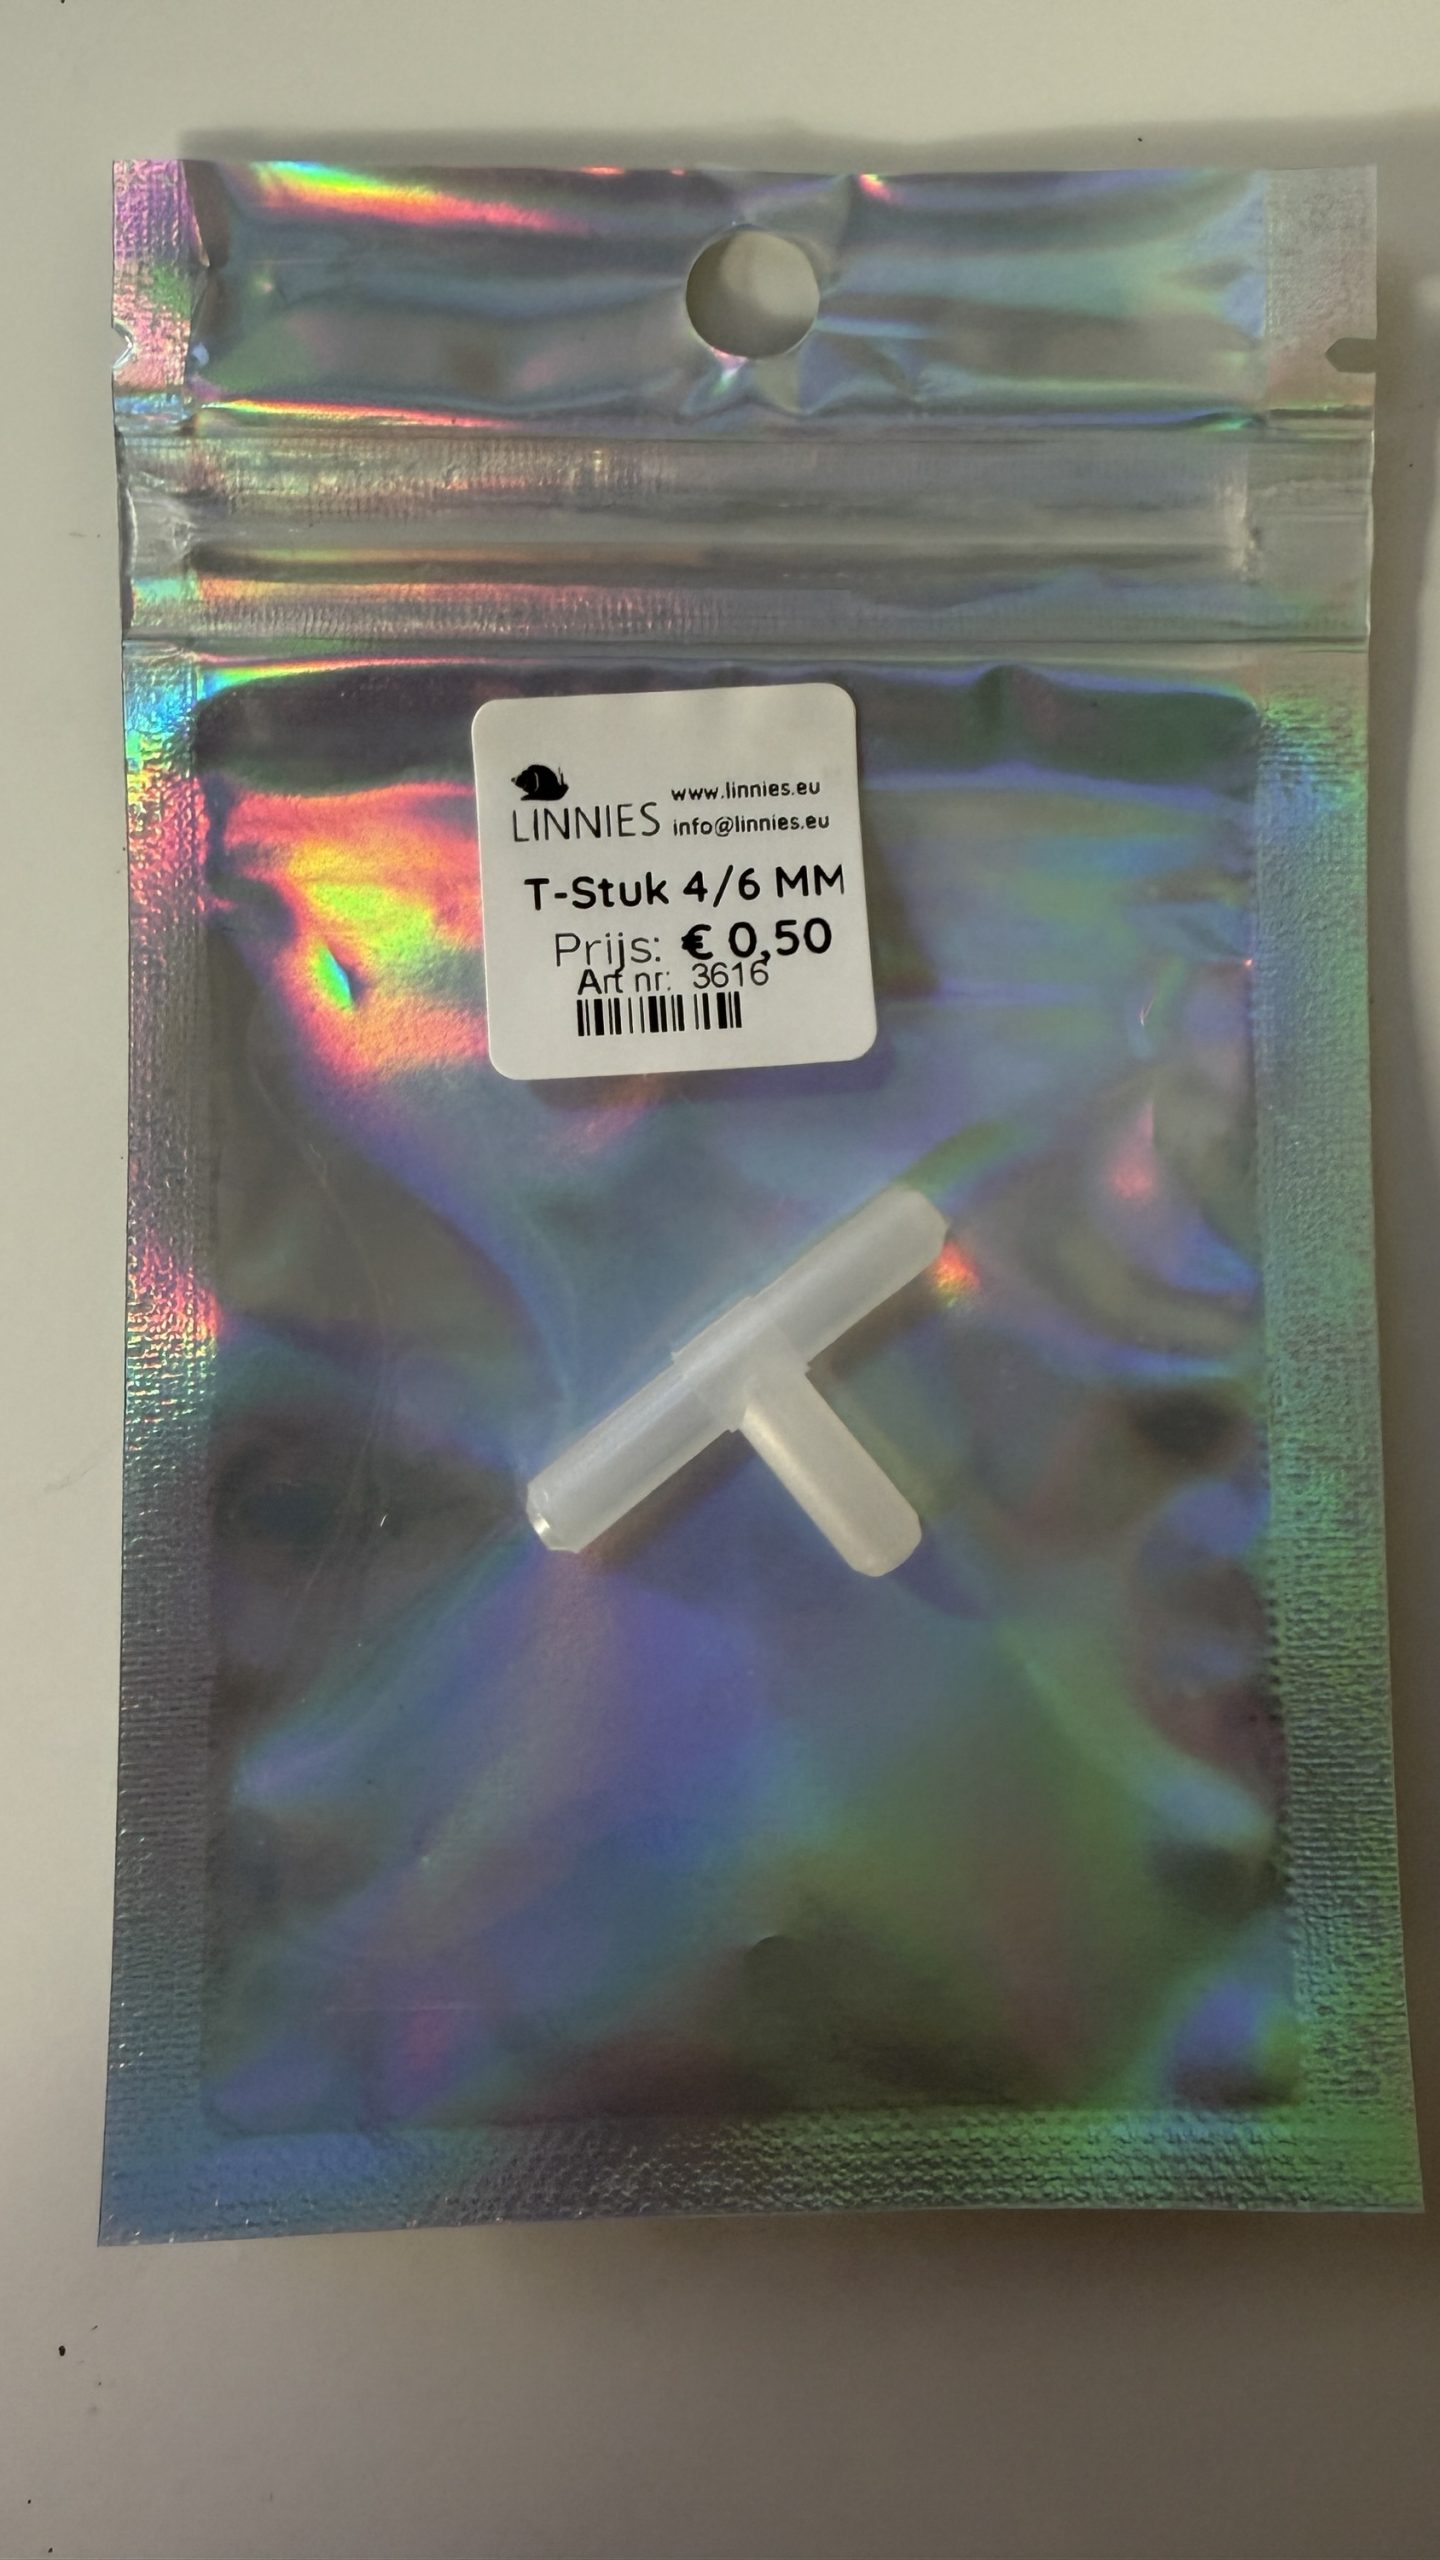 LINNIES
www.linnies.eu
info@linnies.eu
T-Stuk 4/6 MM
Prijs: € 0,50
Art nr: 3616